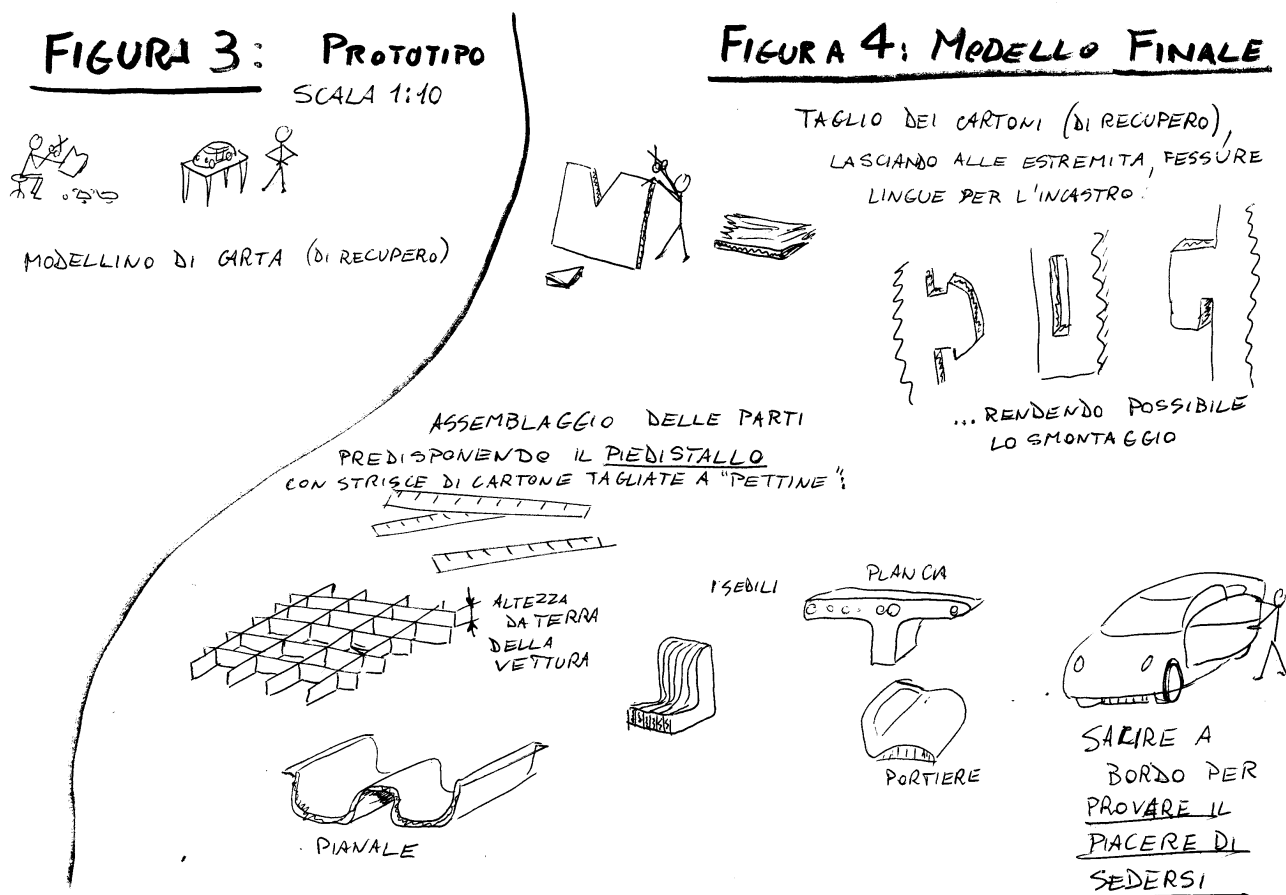 FIGURA 3: PROTOTIPO
SCALA 1:10
MODELLINO DI CARTA (DI RECUPERO)
FIGURA 4: MODELLO FINALE
TAGLIO DEI CARTONI (DI RECUPERO),
LASCIANDO ALLE ESTREMITA, FESSURE
LINGUE PER L'INCASTRO:
...RENDENDO POSSIBILE
LO SMONTAGGIO
ASSEMBLAGGIO DELLE PARTI
PREDISPONENDO IL PIEDISTALLO
CON STRISCE DI CARTONE TAGLIATE A "PETTINE":
ALTEZZA
DA TERRA
DELLA
VETTURA
PIANALE
I SEDILI
PLANCIA
PORTIERE
SALIRE A
BORDO PER
PROVARE IL
PIACERE DI
SEDERSI